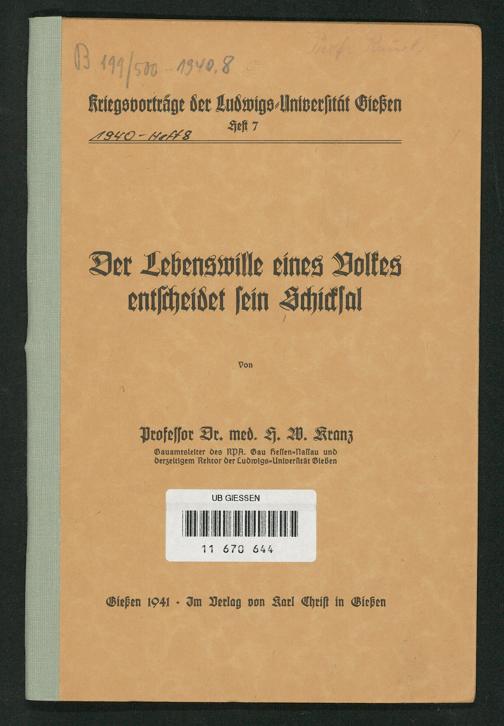 B 199/500 - 1940.8
Kriegsvorträge der Ludwigs-Universität Gießen
Heft 7
1940 - Heft 8
Der Lebenswille eines Volkes
entscheidet sein Schicksal
Von
Professor Dr. med. H. W. Kranz
Gauamtsleiter des RPA. Gau Hessen-Nassau und
derzeitigem Rektor der Ludwigs-Universität Gießen
UB GIESSEN
11 670 644
Gießen 1941 · Im Verlag von Karl Christ in Gießen